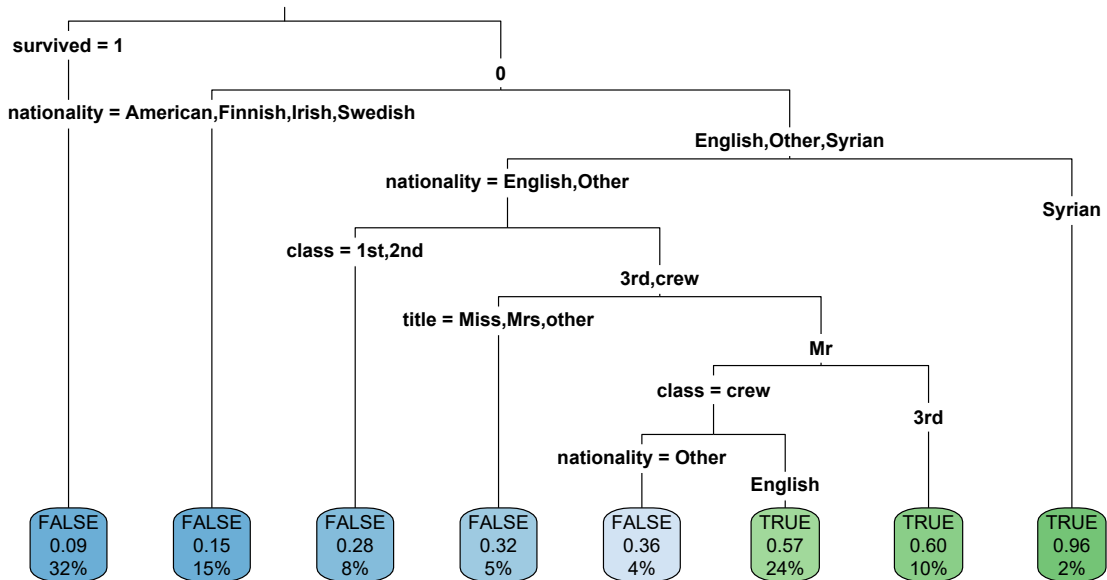 survived = 1
0
nationality = American,Finnish,Irish,Swedish
English,Other,Syrian
nationality = English,Other
Syrian
class = 1st,2nd
3rd,crew
title = Miss,Mrs,other
Mr
class = crew
3rd
nationality = Other
English
FALSE FALSE FALSE FALSE FALSE TRUE TRUE TRUE
0.09 0.15 0.28 0.32 0.36 0.57 0.60 0.96
32% 15% 8% 5% 4% 24% 10% 2%